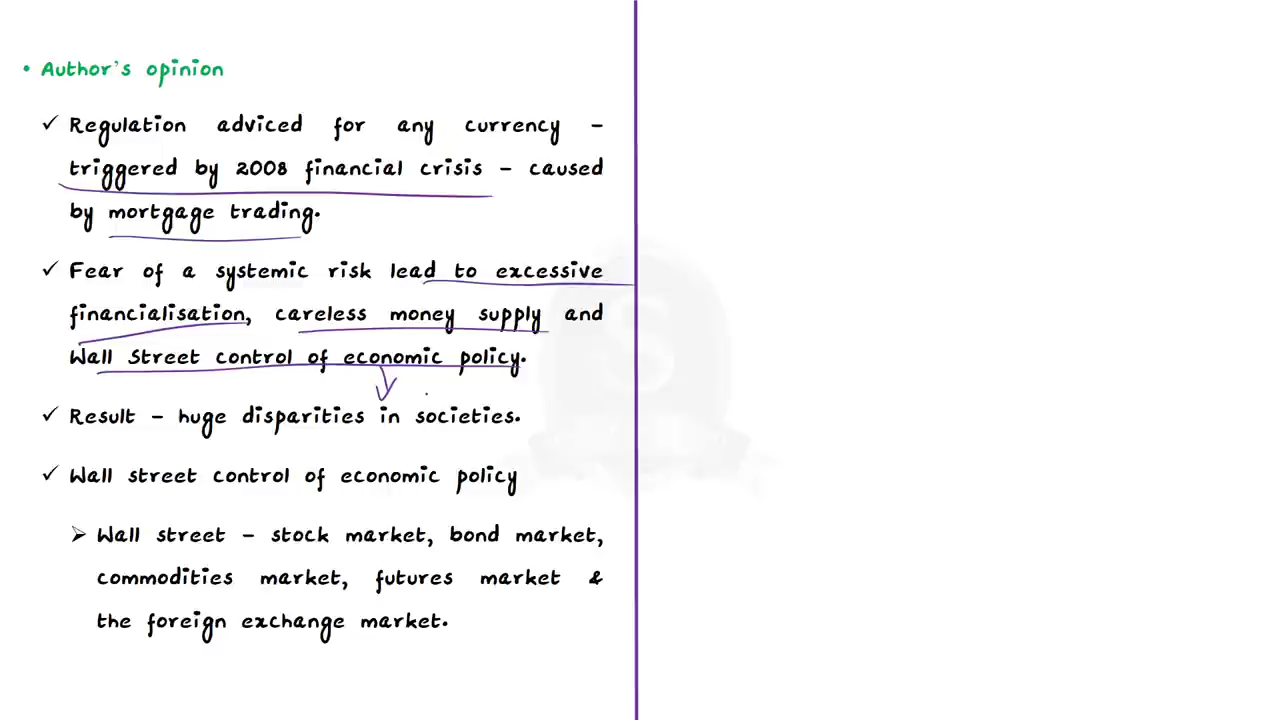 • Author's opinion
✓ Regulation adviced for any currency –
triggered by 2008 financial crisis – caused
by mortgage trading.
✓ Fear of a systemic risk lead to excessive
financialisation, careless money supply and
Wall Street control of economic policy.
✓ Result – huge disparities in societies.
✓ Wall street control of economic policy
➢ Wall street – stock market, bond market,
commodities market, futures market &
the foreign exchange market.